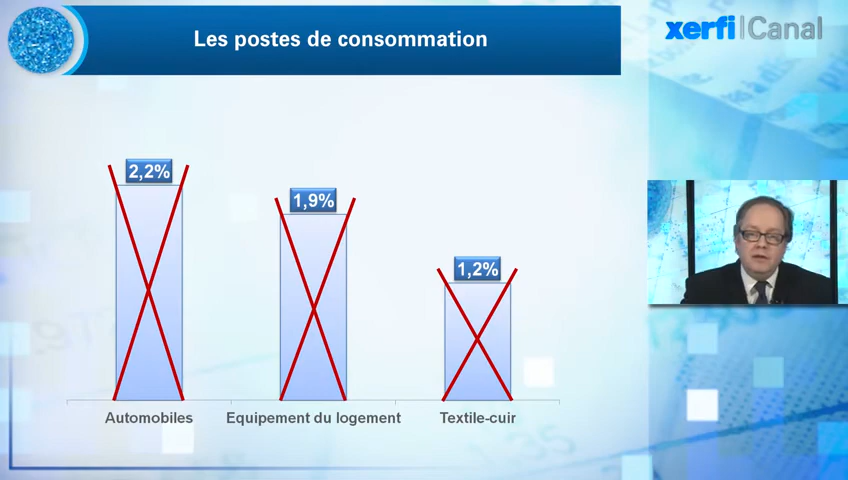 Les postes de consommation
xerfi|Canal
2,2%
1,9%
1,2%
Automobiles
Equipement du logement
Textile-cuir